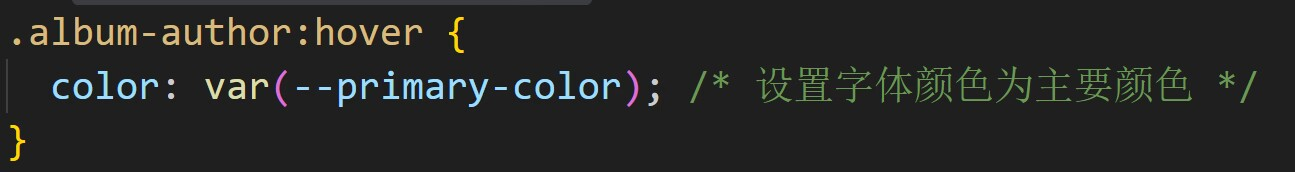 .album-author:hover {
  color: var(--primary-color); /* 设置字体颜色为主要颜色 */
}